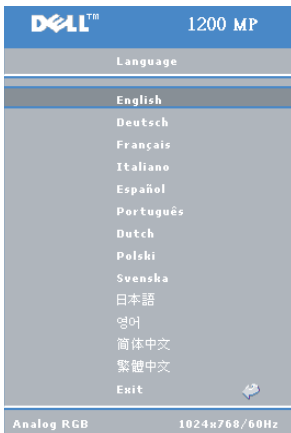 DELL™ 1200 MP
Language
English
Deutsch
Français
Italiano
Español
Português
Dutch
Polski
Svenska
日本語
영어
简体中文
繁體中文
Exit
Analog RGB 1024x768/60Hz